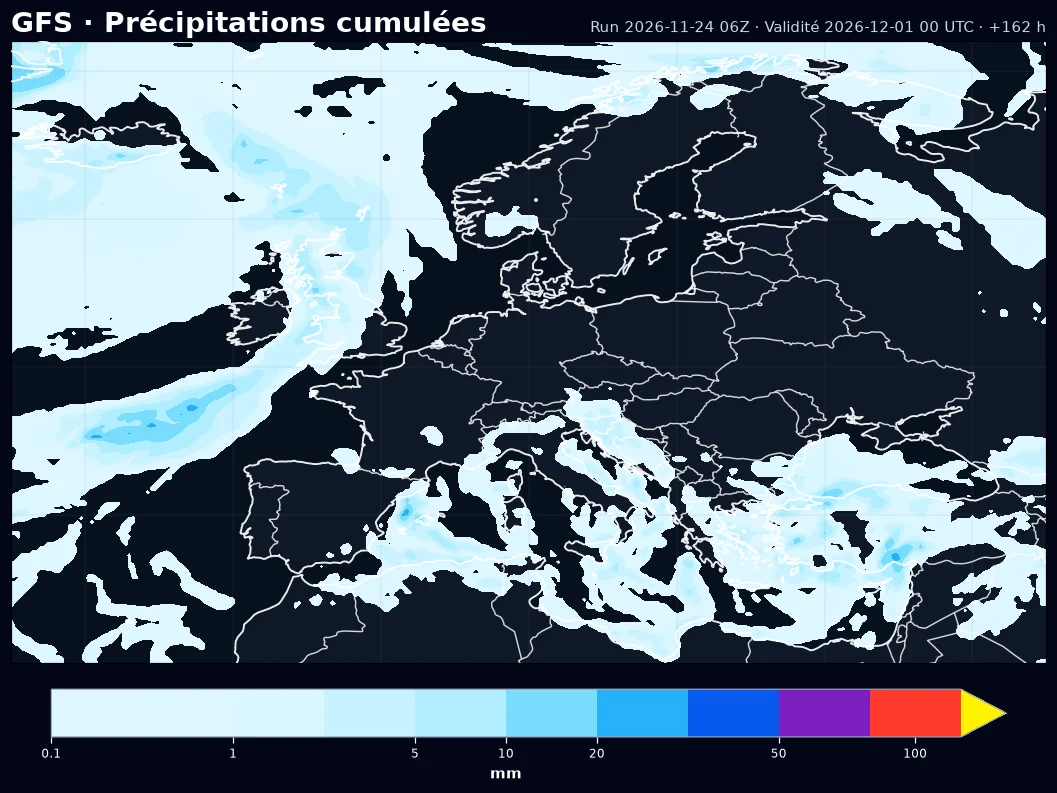 GFS · Précipitations cumulées
Run 2026-11-24 06Z · Validité 2026-12-01 00 UTC · +162 h
0.1 1 5 10 20 50 100
mm